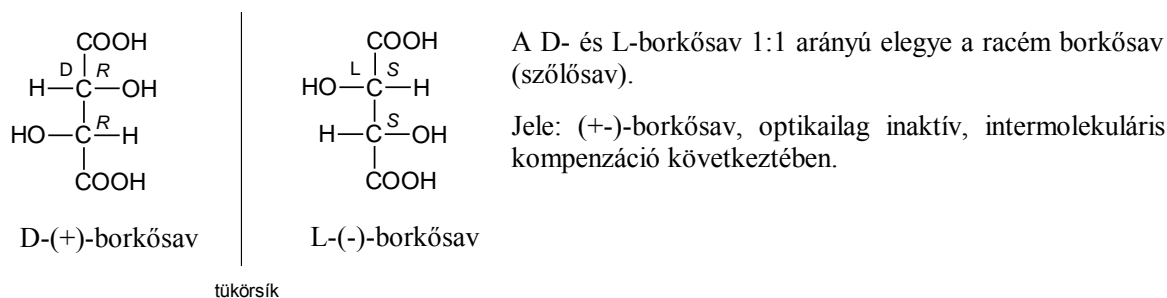 COOH
D R
H—C—OH
R
HO—C—H
COOH
D-(+)-borkősav
COOH
L S
HO—C—H
S
H—C—OH
COOH
L-(-)-borkősav
tükörsík
A D- és L-borkősav 1:1 arányú elegye a racém borkősav
(szőlősav).
Jele: (+-)-borkősav, optikailag inaktív, intermolekuláris
kompenzáció következtében.